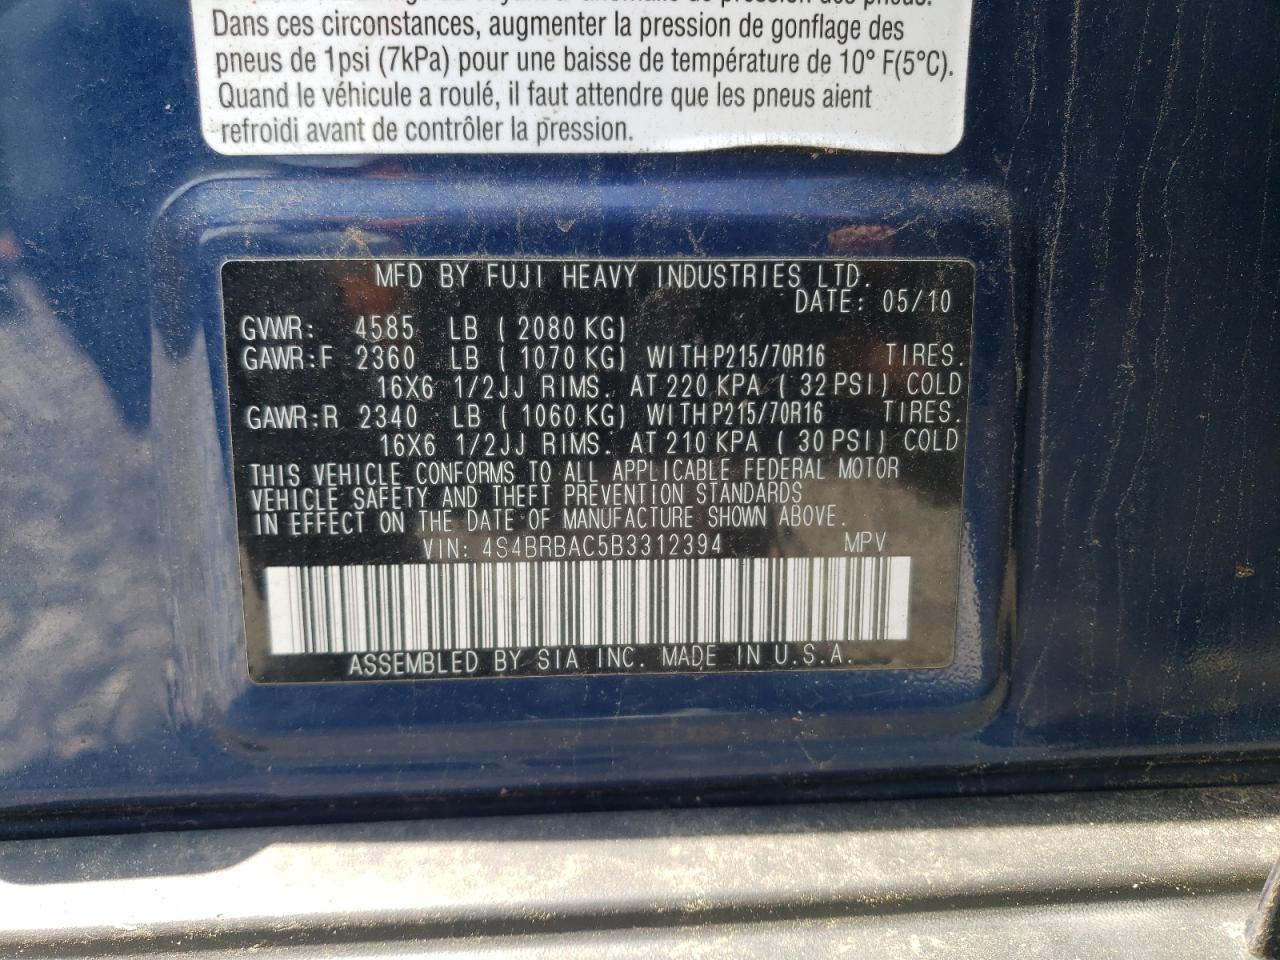 Dans ces circonstances, augmenter la pression de gonflage des
pneus de 1psi (7kPa) pour une baisse de température de 10° F(5°C).
Quand le véhicule a roulé, il faut attendre que les pneus aient
refroidi avant de contrôler la pression.
MFD BY FUJI HEAVY INDUSTRIES LTD.
DATE: 05/10
GVWR: 4585 LB (2080 KG)
GAWR:F 2360 LB (1070 KG) WITH P215/70R16 TIRES.
16X6 1/2JJ RIMS. AT 220 KPA (32 PSI) COLD
GAWR:R 2340 LB (1060 KG) WITH P215/70R16 TIRES.
16X6 1/2JJ RIMS. AT 210 KPA (30 PSI) COLD
THIS VEHICLE CONFORMS TO ALL APPLICABLE FEDERAL MOTOR
VEHICLE SAFETY AND THEFT PREVENTION STANDARDS
IN EFFECT ON THE DATE OF MANUFACTURE SHOWN ABOVE.
VIN: 4S4BRBAC5B3312394 MPV
ASSEMBLED BY SIA INC. MADE IN U.S.A.